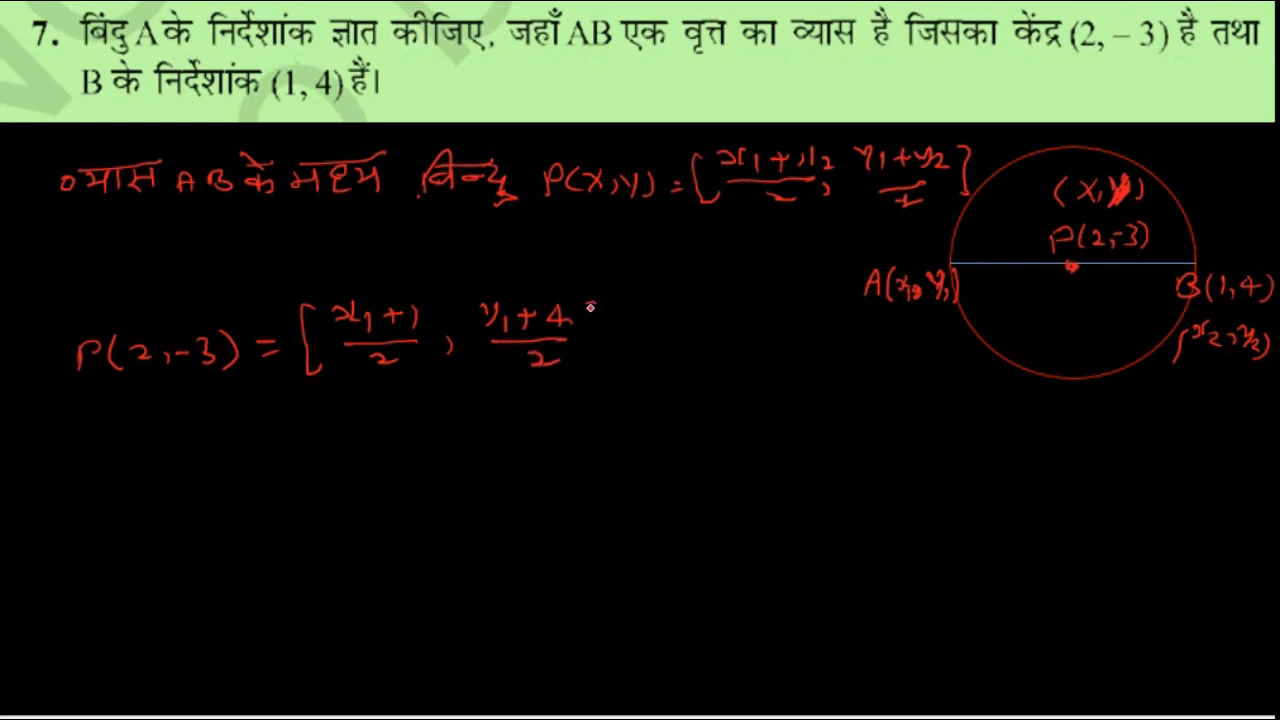 7. बिंदु A के निर्देशांक ज्ञात कीजिए, जहाँ AB एक वृत्त का व्यास है जिसका केंद्र (2, – 3) है तथा
B के निर्देशांक (1, 4) हैं।
व्यास AB के मध्य बिन्दु P(x,y) = [x₁+x₂/2, y₁+y₂/2]
(x,y)
P(2,-3)
A(x₁, y₁)
B(1,4)
(x₂, y₂)
P(2,-3) = [x₁+1/2, y₁+4/2